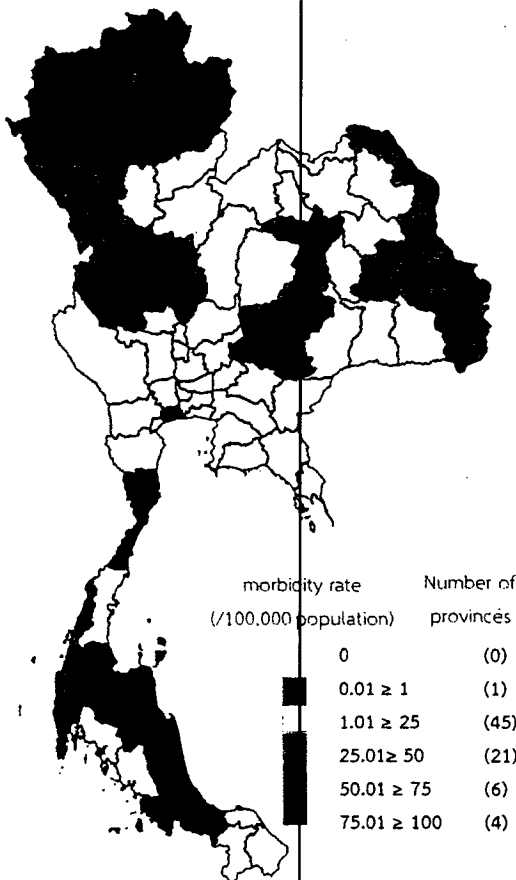 morbidity rate Number of
(/100.000 population) provinces
0 (0)
0.01 ≥ 1 (1)
1.01 ≥ 25 (45)
25.01≥ 50 (21)
50.01 ≥ 75 (6)
75.01 ≥ 100 (4)